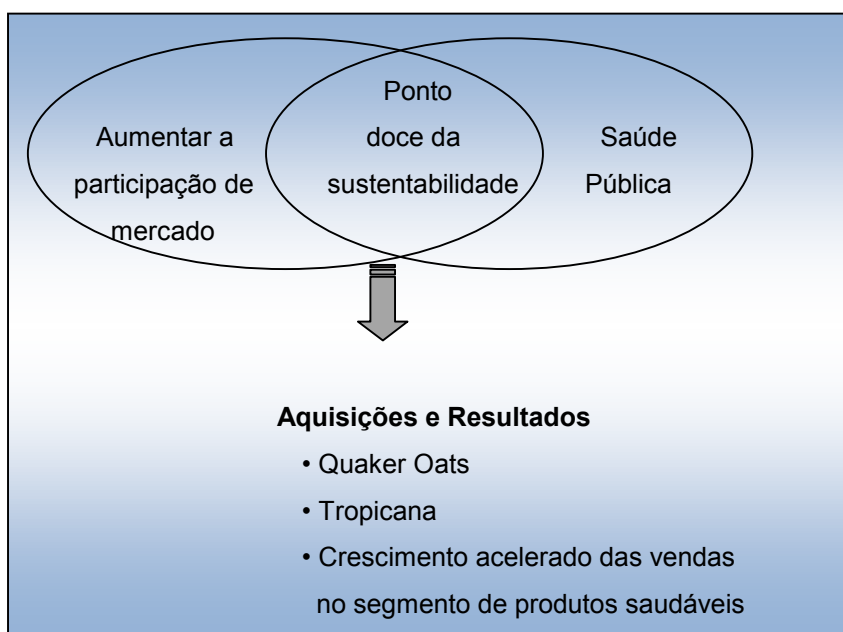 Aumentar a
participação de
mercado
Ponto
doce da
sustentabilidade
Saúde
Pública
Aquisições e Resultados
• Quaker Oats
• Tropicana
• Crescimento acelerado das vendas
no segmento de produtos saudáveis